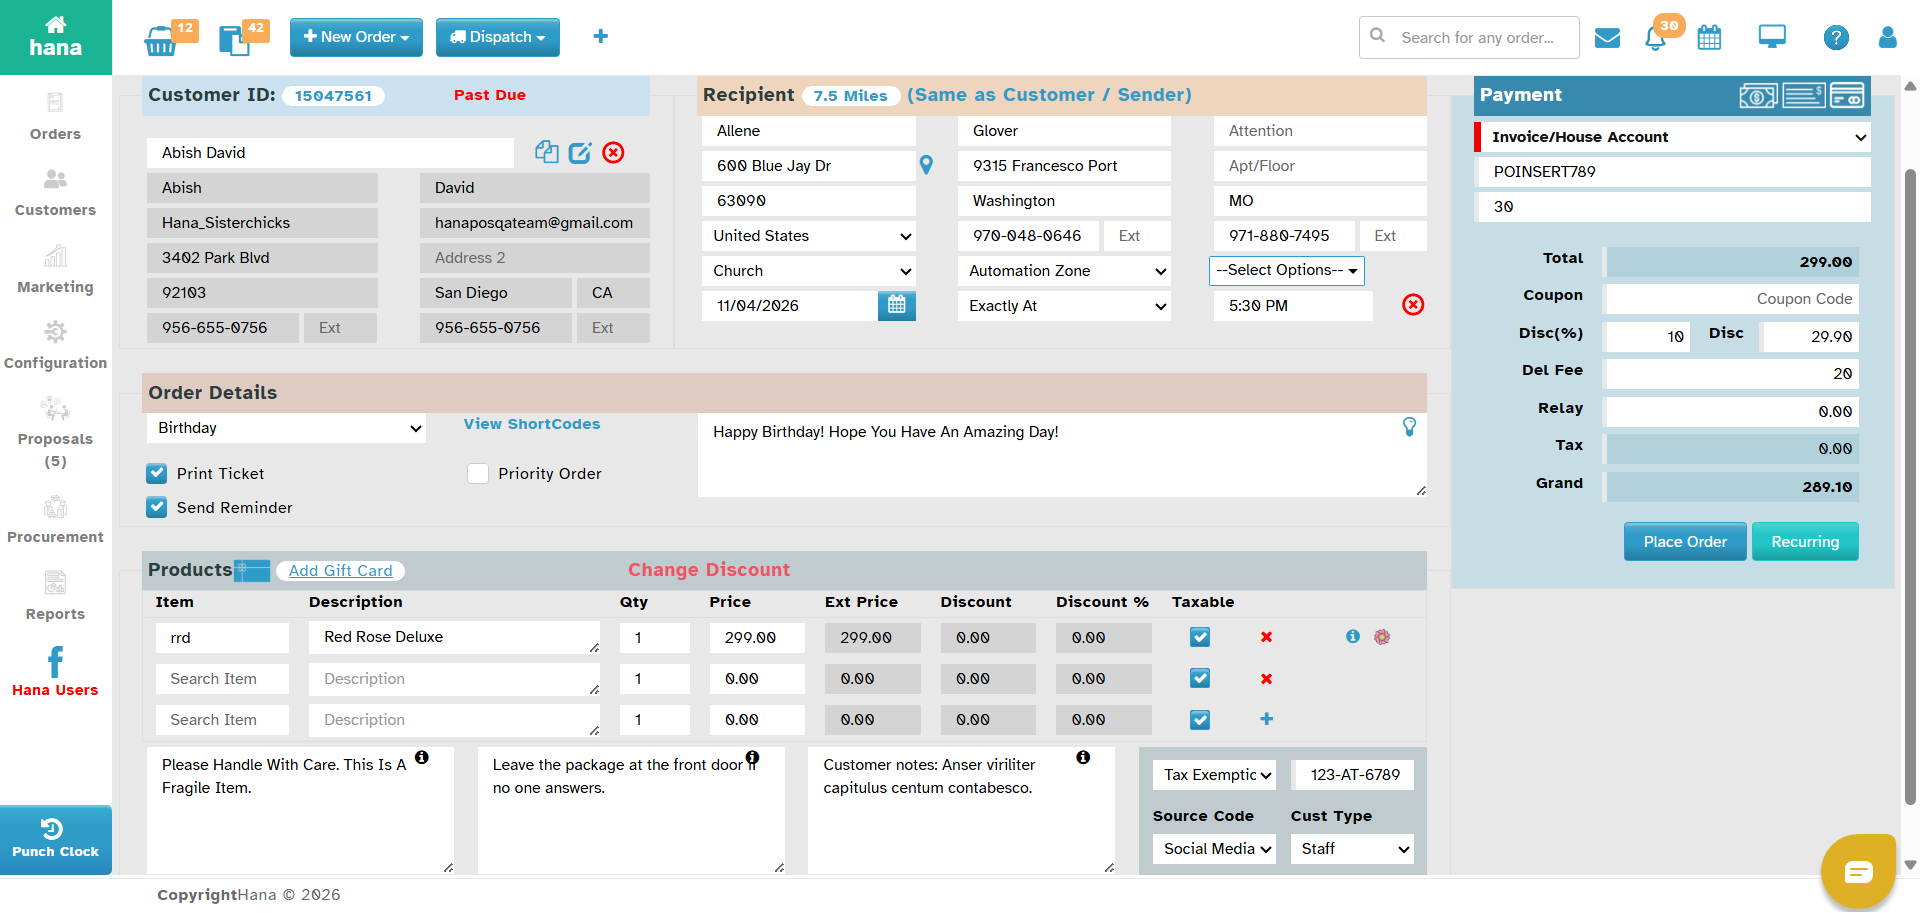 hana
12
42
New Order
Dispatch
Search for any order...
30
Orders
Customers
Marketing
Configuration
Proposals
(5)
Procurement
Reports
Hana Users
Punch Clock
Customer ID: 15047561 Past Due
Abish David
Abish David
Hana_Sisterchicks hanaposqateam@gmail.com
3402 Park Blvd Address 2
92103 San Diego CA
956-655-0756 Ext 956-655-0756 Ext
Recipient 7.5 Miles (Same as Customer / Sender)
Allene Glover Attention
600 Blue Jay Dr 9315 Francesco Port Apt/Floor
63090 Washington MO
United States 970-048-0646 Ext 971-880-7495 Ext
Church Automation Zone --Select Options--
11/04/2026 Exactly At 5:30 PM
Payment
Invoice/House Account
POINSERT789
30
Total 299.00
Coupon Coupon Code
Disc(%) 10 Disc 29.90
Del Fee 20
Relay 0.00
Tax 0.00
Grand 289.10
Place Order Recurring
Order Details
Birthday View ShortCodes
Print Ticket Priority Order
Send Reminder
Happy Birthday! Hope You Have An Amazing Day!
Products Add Gift Card Change Discount
Item Description Qty Price Ext Price Discount Discount % Taxable
rrd Red Rose Deluxe 1 299.00 299.00 0.00 0.00
Search Item Description 1 0.00 0.00 0.00 0.00
Search Item Description 1 0.00 0.00 0.00 0.00
Please Handle With Care. This Is A
Fragile Item.
Leave the package at the front door if
no one answers.
Customer notes: Anser viriliter
capitulus centum contabesco.
Tax Exemptic 123-AT-6789
Source Code Cust Type
Social Media Staff
CopyrightHana © 2026